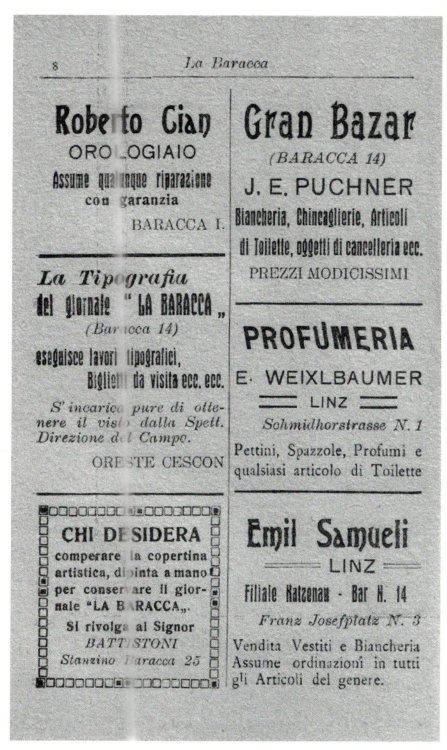 8
La Baracca
Roberto Gian
OROLOGIAIO
Assume qualunque riparazione
con garanzia
BARACCA I.
La Tipografia
del giornale " LA BARACCA „
(Baracca 14)
eseguisce lavori tipografici,
Biglietti da visita ecc. ecc.
S' incarica pure di otte-
nere il visto dalla Spett.
Direzione del Campo.
ORESTE CESCON
CHI DESIDERA
comperare la copertina
artistica, dipinta a mano
per conservare il gior-
nale "LA BARACCA„.
Si rivolga al Signor
BATTISTONI
Stanzino Baracca 25
Gran Bazar
(BARACCA 14)
J. E. PUCHNER
Biancheria, Chincaglierie, Articoli
di Toilette, oggetti di cancelleria ecc.
PREZZI MODICISSIMI
PROFUMERIA
E. WEIXLBAUMER
LINZ
Schmidhorstrasse N. 1
Pettini, Spazzole, Profumi e
qualsiasi articolo di Toilette
Emil Samueli
LINZ
Filiale Katzenau - Bar N. 14
Franz Josefplatz N. 3
Vendita Vestiti e Biancheria
Assume ordinazioni in tutti
gli Articoli del genere.